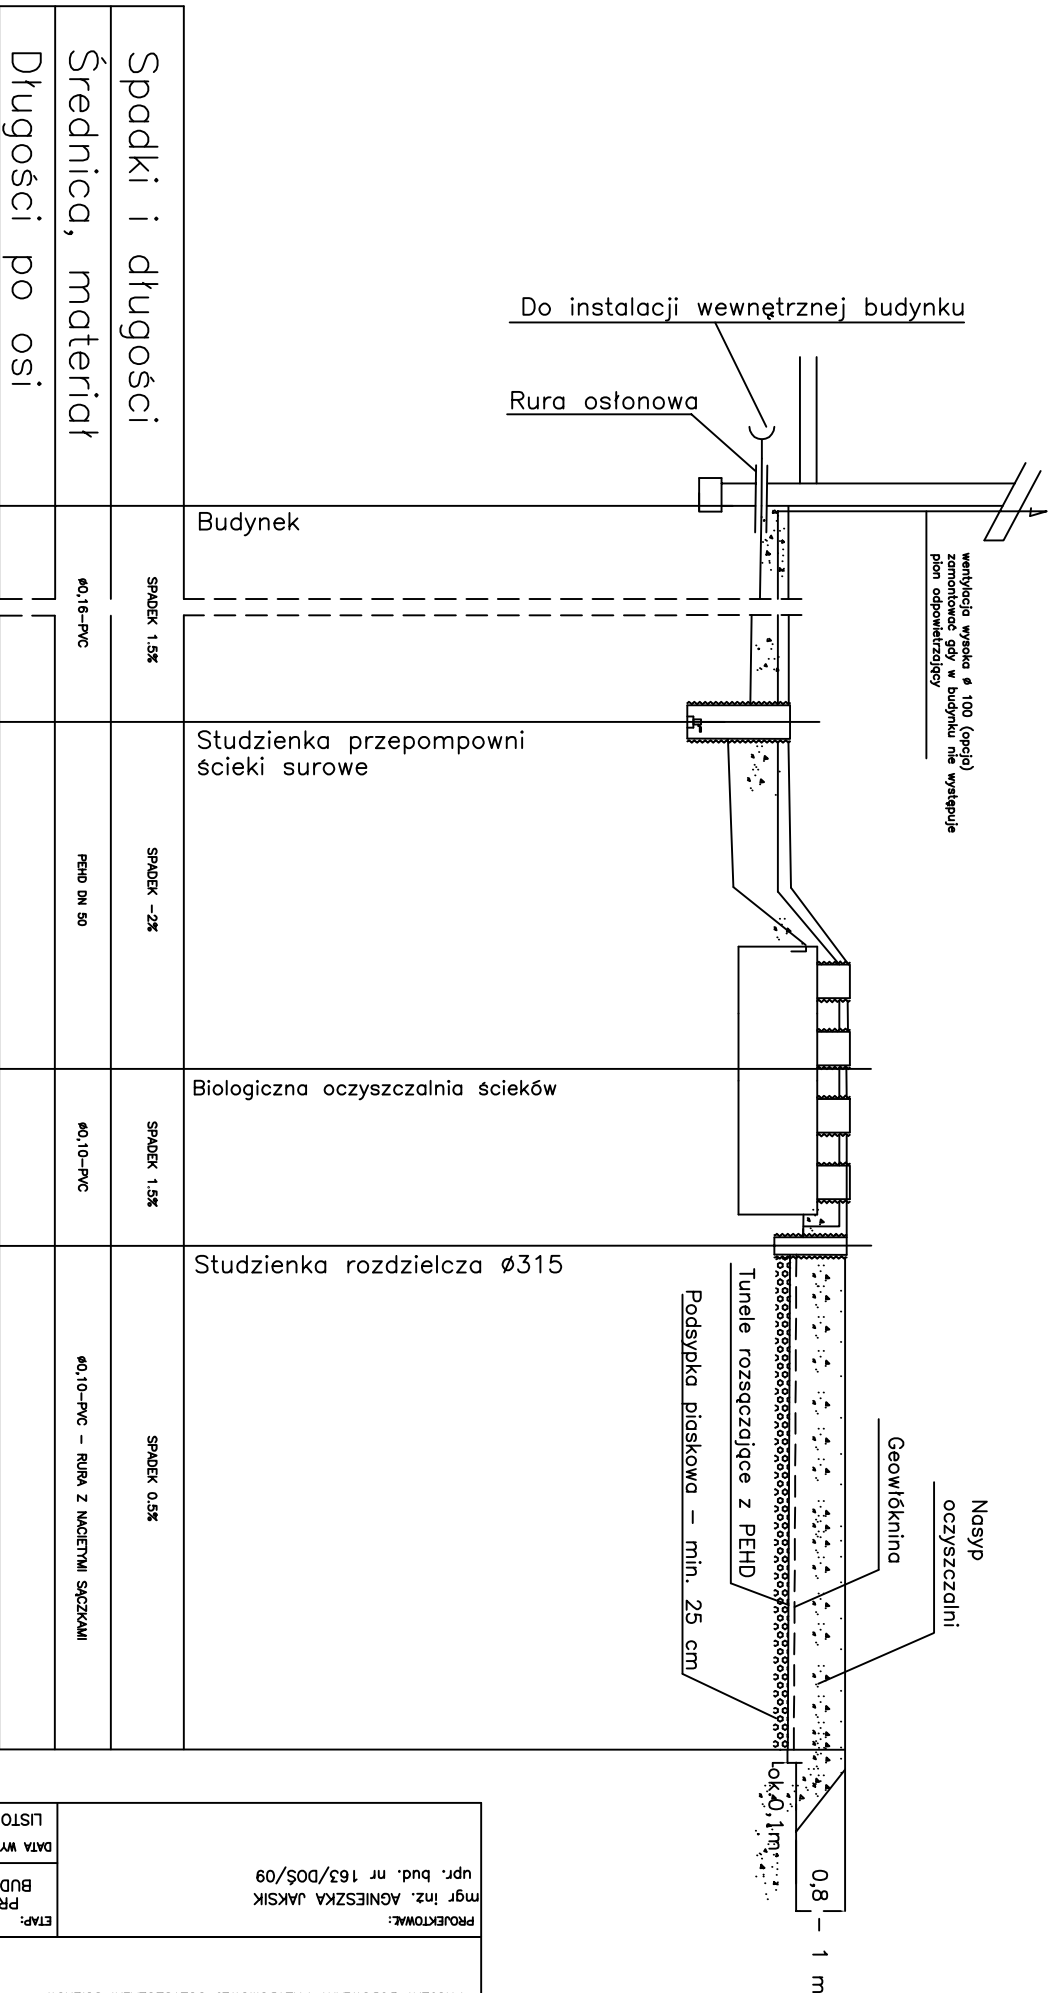 Do instalacji wewnętrznej budynku
Rura osłonowa
wentylacja wysoka ø 100 (opcja)
zamontować gdy w budynku nie występuje
pion odpowietrzający
Nasyp
oczyszczalni
Geowłóknina
Tunele rozsączające z PEHD
Podsypka piaskowa – min. 25 cm
ok.0,1m
0,8 – 1 m
Budynek
Studzienka przepompowni
ścieki surowe
Biologiczna oczyszczalnia ścieków
Studzienka rozdzielcza Ø315
Spadki i długości
SPADEK 1.5%
SPADEK –2%
SPADEK 1.5%
SPADEK 0.5%
Średnica, materiał
ø0,16–PVC
PEHD DN 50
ø0,10–PVC
ø0,10–PVC – RURA Z NACIETYMI SĄCZKAMI
Długości po osi
PROJEKTOWAŁ:
mgr inż. AGNIESZKA JAKSIK
upr. bud. nr 163/DOŚ/09
ETAP:
PR
BUD
DATA WY
LISTO